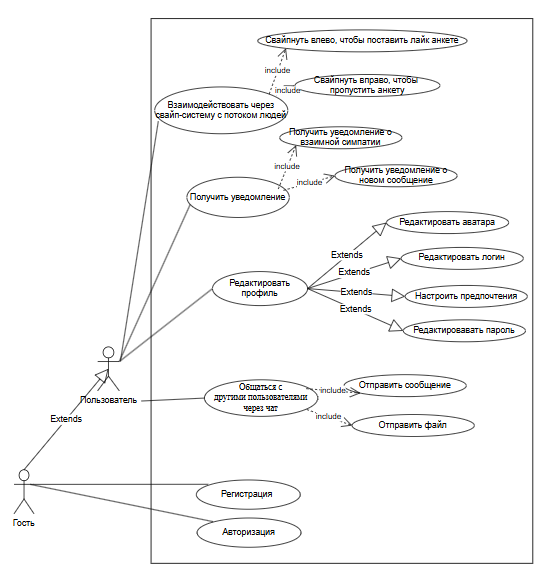 Свайпнуть влево, чтобы поставить лайк анкете
include
Свайпнуть вправо, чтобы
пропустить анкету
include
Взаимодействовать через
свайп-систему с потоком людей
Получить уведомление о
взаимной симпатии
include
Получить уведомление о
новом сообщение
include
Получить уведомление
Редактировать аватара
Extends
Редактировать логин
Extends
Редактировать
профиль
Настроить предпочтения
Extends
Extends
Редактировавать пароль
Пользователь
Общаться с
другими пользователями
через чат
include
Отправить сообщение
include
Отправить файл
Extends
Регистрация
Гость
Авторизация